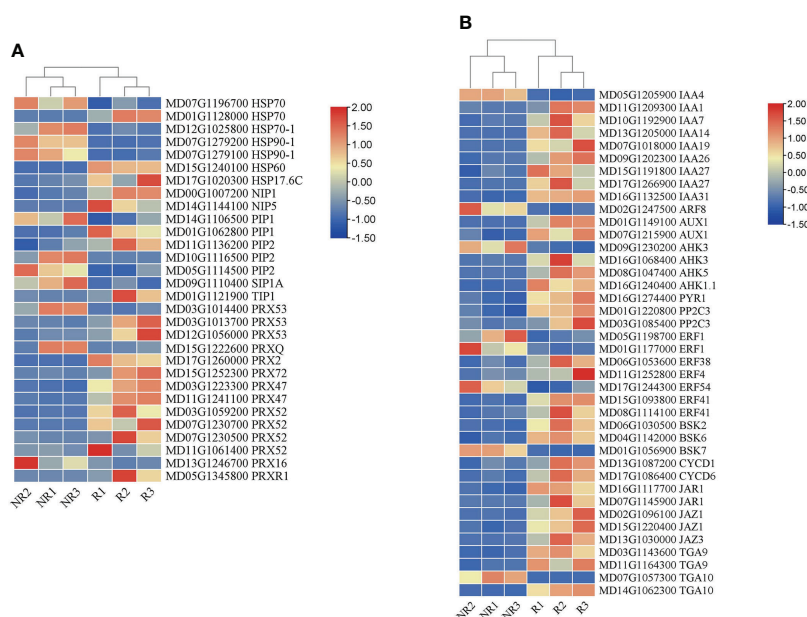 A
MD07G1196700 HSP70
MD01G1128000 HSP70
MD12G1025800 HSP70-1
MD07G1279200 HSP90-1
MD07G1279100 HSP90-1
MD15G1240100 HSP60
MD17G1020300 HSP17.6C
MD00G1007200 NIP1
MD14G1144100 NIP5
MD14G1106500 PIP1
MD01G1062800 PIP1
MD11G1136200 PIP2
MD10G1116500 PIP2
MD05G1114500 PIP2
MD09G1110400 SIP1A
MD01G1121900 TIP1
MD03G1014400 PRX53
MD03G1013700 PRX53
MD12G1056000 PRX53
MD15G1222600 PRXQ
MD17G1260000 PRX2
MD15G1252300 PRX72
MD03G1223300 PRX47
MD11G1241100 PRX47
MD03G1059200 PRX52
MD07G1230700 PRX52
MD07G1230500 PRX52
MD11G1061400 PRX52
MD13G1246700 PRX16
MD05G1345800 PRXR1
NR2 NR1 NR3 R1 R2 R3
2.00
1.50
1.00
0.50
0.00
-0.50
-1.00
-1.50
B
MD05G1205900 IAA4
MD11G1209300 IAA1
MD10G1192900 IAA7
MD13G1205000 IAA14
MD07G1018000 IAA19
MD09G1202300 IAA26
MD15G1191800 IAA27
MD17G1266900 IAA27
MD16G1132500 IAA31
MD02G1247500 ARF8
MD01G1149100 AUX1
MD07G1215900 AUX1
MD09G1230200 AHK3
MD16G1068400 AHK3
MD08G1047400 AHK5
MD16G1240400 AHK1.1
MD16G1274400 PYR1
MD01G1220800 PP2C3
MD03G1085400 PP2C3
MD05G1198700 ERF1
MD01G1177000 ERF1
MD06G1053600 ERF38
MD11G1252800 ERF4
MD17G1244300 ERF54
MD15G1093800 ERF41
MD08G1114100 ERF41
MD06G1030500 BSK2
MD04G1142000 BSK6
MD01G1056900 BSK7
MD13G1087200 CYCD1
MD17G1086400 CYCD6
MD16G1117700 JAR1
MD07G1145900 JAR1
MD02G1096100 JAZ1
MD15G1220400 JAZ1
MD13G1030000 JAZ3
MD03G1143600 TGA9
MD11G1164300 TGA9
MD07G1057300 TGA10
MD14G1062300 TGA10
NR2 NR1 NR3 R1 R2 R3
2.00
1.50
1.00
0.50
0.00
-0.50
-1.00
-1.50